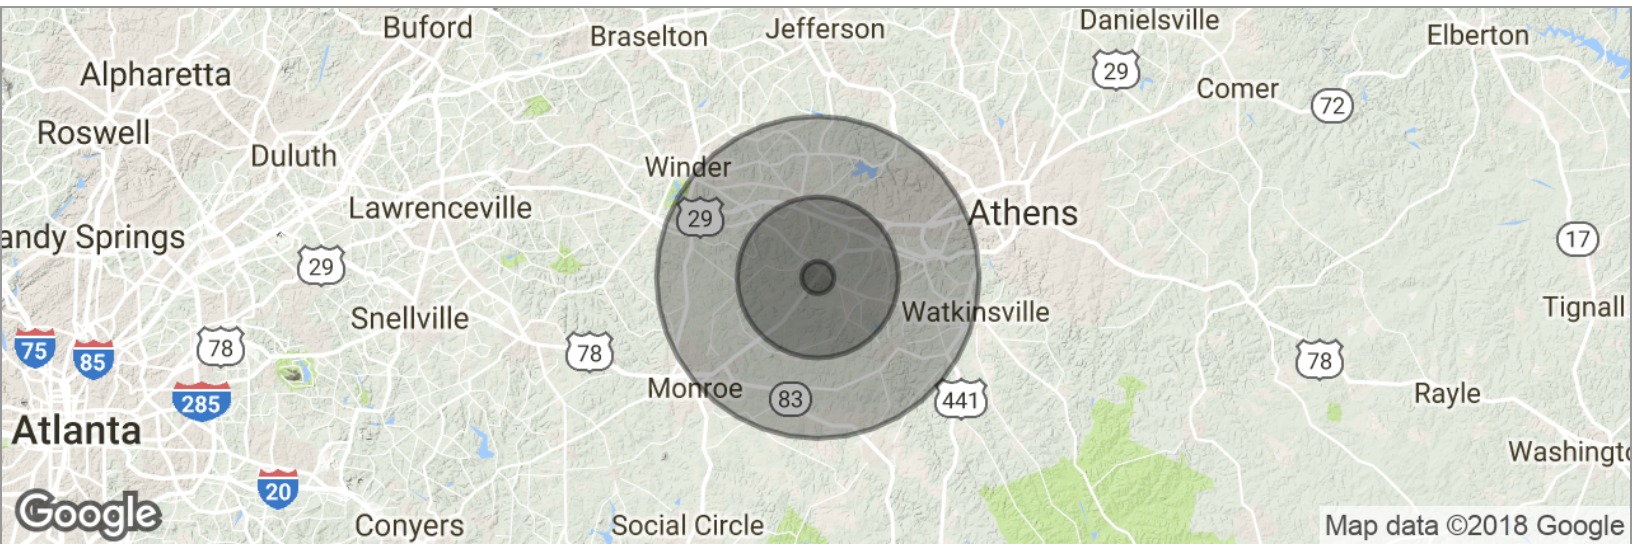 Buford
Braselton
Jefferson
Danielsville
Elberton
Alpharetta
29
Comer
72
Roswell
Duluth
Winder
Lawrenceville
29
Athens
andy Springs
17
29
Snellville
Watkinsville
Tignall
75
85
78
78
78
Monroe
83
441
Rayle
285
Atlanta
Washingto
20
Google
Conyers
Social Circle
Map data ©2018 Google